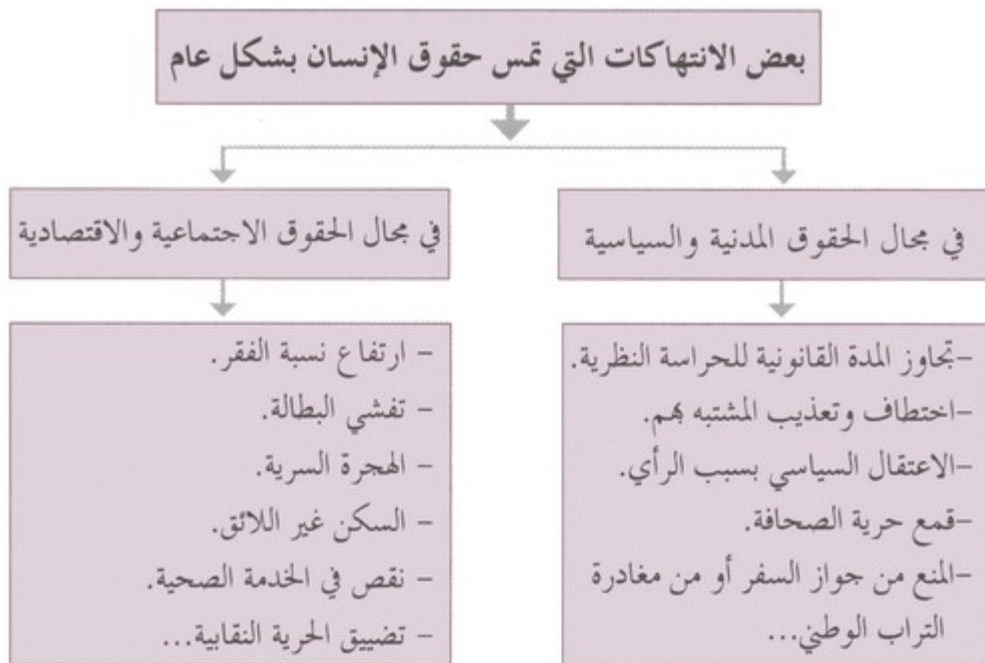 بعض الانتهاكات التي تمس حقوق الإنسان بشكل عام
في مجال الحقوق المدنية والسياسية
-تجاوز المدة القانونية للحراسة النظرية.
-اختطاف وتعذيب المشتبه بهم.
-الاعتقال السياسي بسبب الرأي.
-قمع حرية الصحافة.
-المنع من جواز السفر أو من مغادرة
التراب الوطني...
في مجال الحقوق الاجتماعية والاقتصادية
- ارتفاع نسبة الفقر.
- تفشي البطالة.
- الهجرة السرية.
- السكن غير اللائق.
- نقص في الخدمة الصحية.
- تضييق الحرية النقابية...